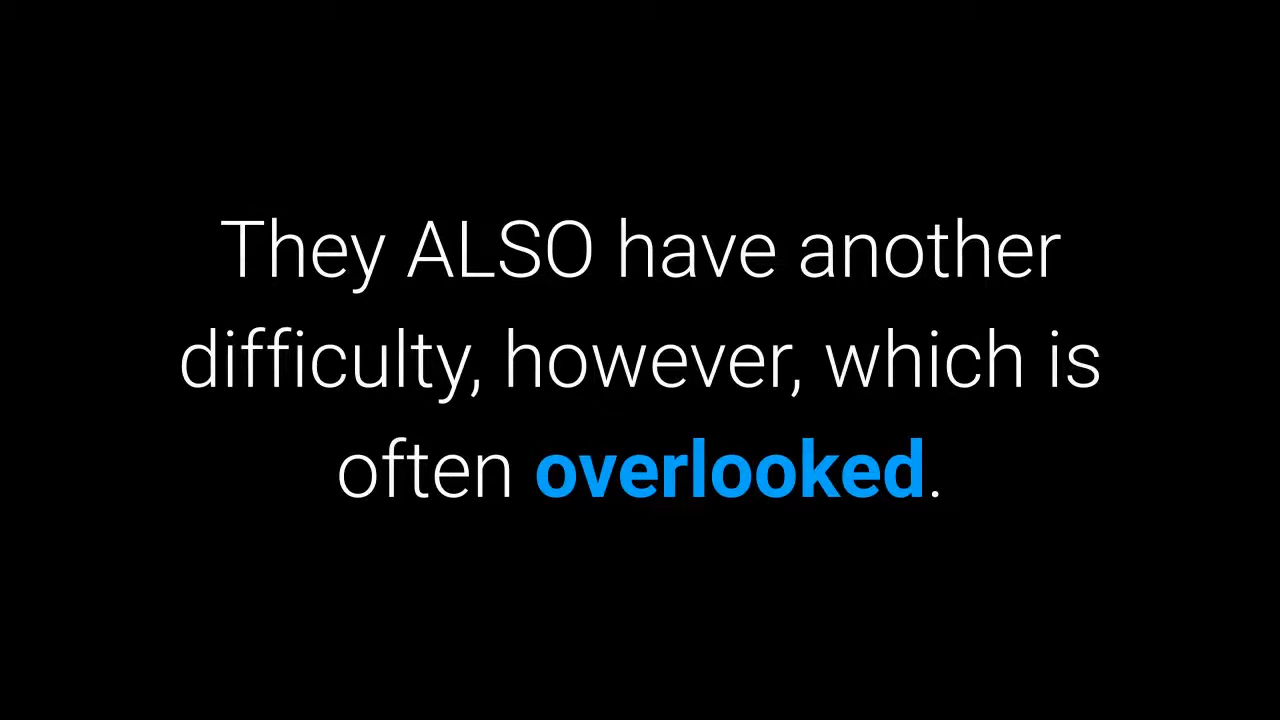 They ALSO have another
difficulty, however, which is
often overlooked.